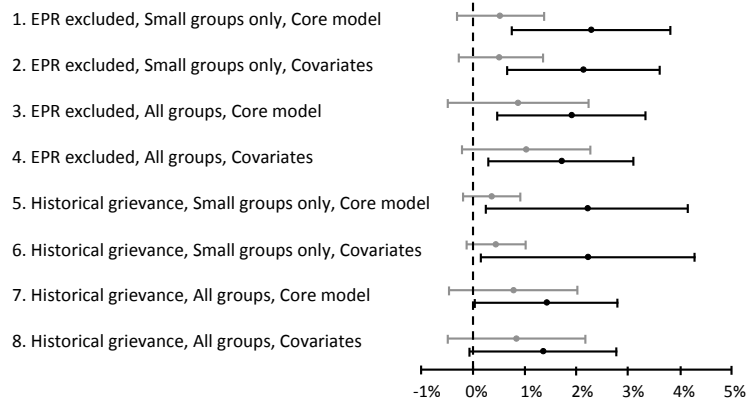 1. EPR excluded, Small groups only, Core model
2. EPR excluded, Small groups only, Covariates
3. EPR excluded, All groups, Core model
4. EPR excluded, All groups, Covariates
5. Historical grievance, Small groups only, Core model
6. Historical grievance, Small groups only, Covariates
7. Historical grievance, All groups, Core model
8. Historical grievance, All groups, Covariates
-1% 0% 1% 2% 3% 4% 5%